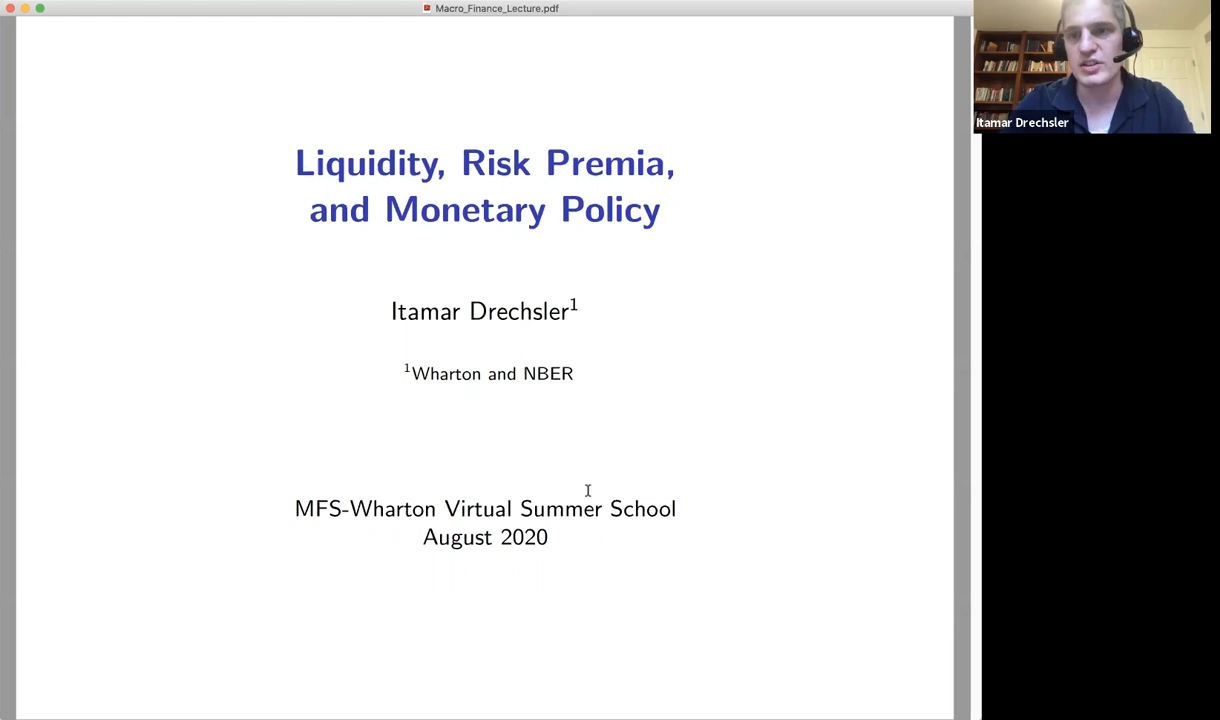 Macro_Finance_Lecture.pdf
Itamar Drechsler
Liquidity, Risk Premia,
and Monetary Policy
Itamar Drechsler¹
¹Wharton and NBER
MFS-Wharton Virtual Summer School
August 2020